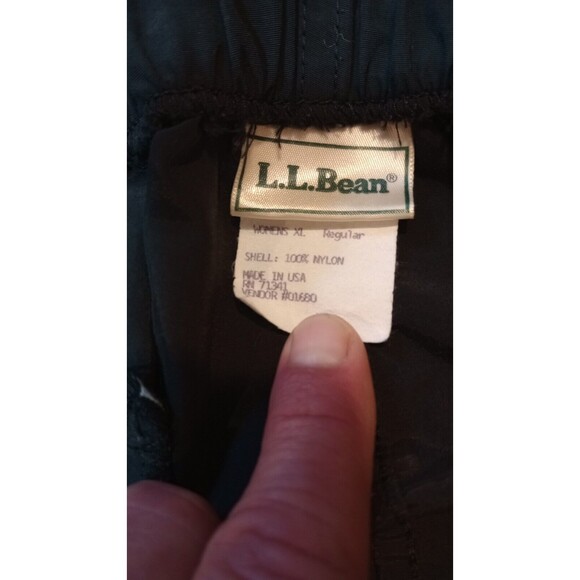 L.L.Bean®
WOMENS XL Regular
SHELL: 100% NYLON
MADE IN USA
RN 71341
VENDOR #01680